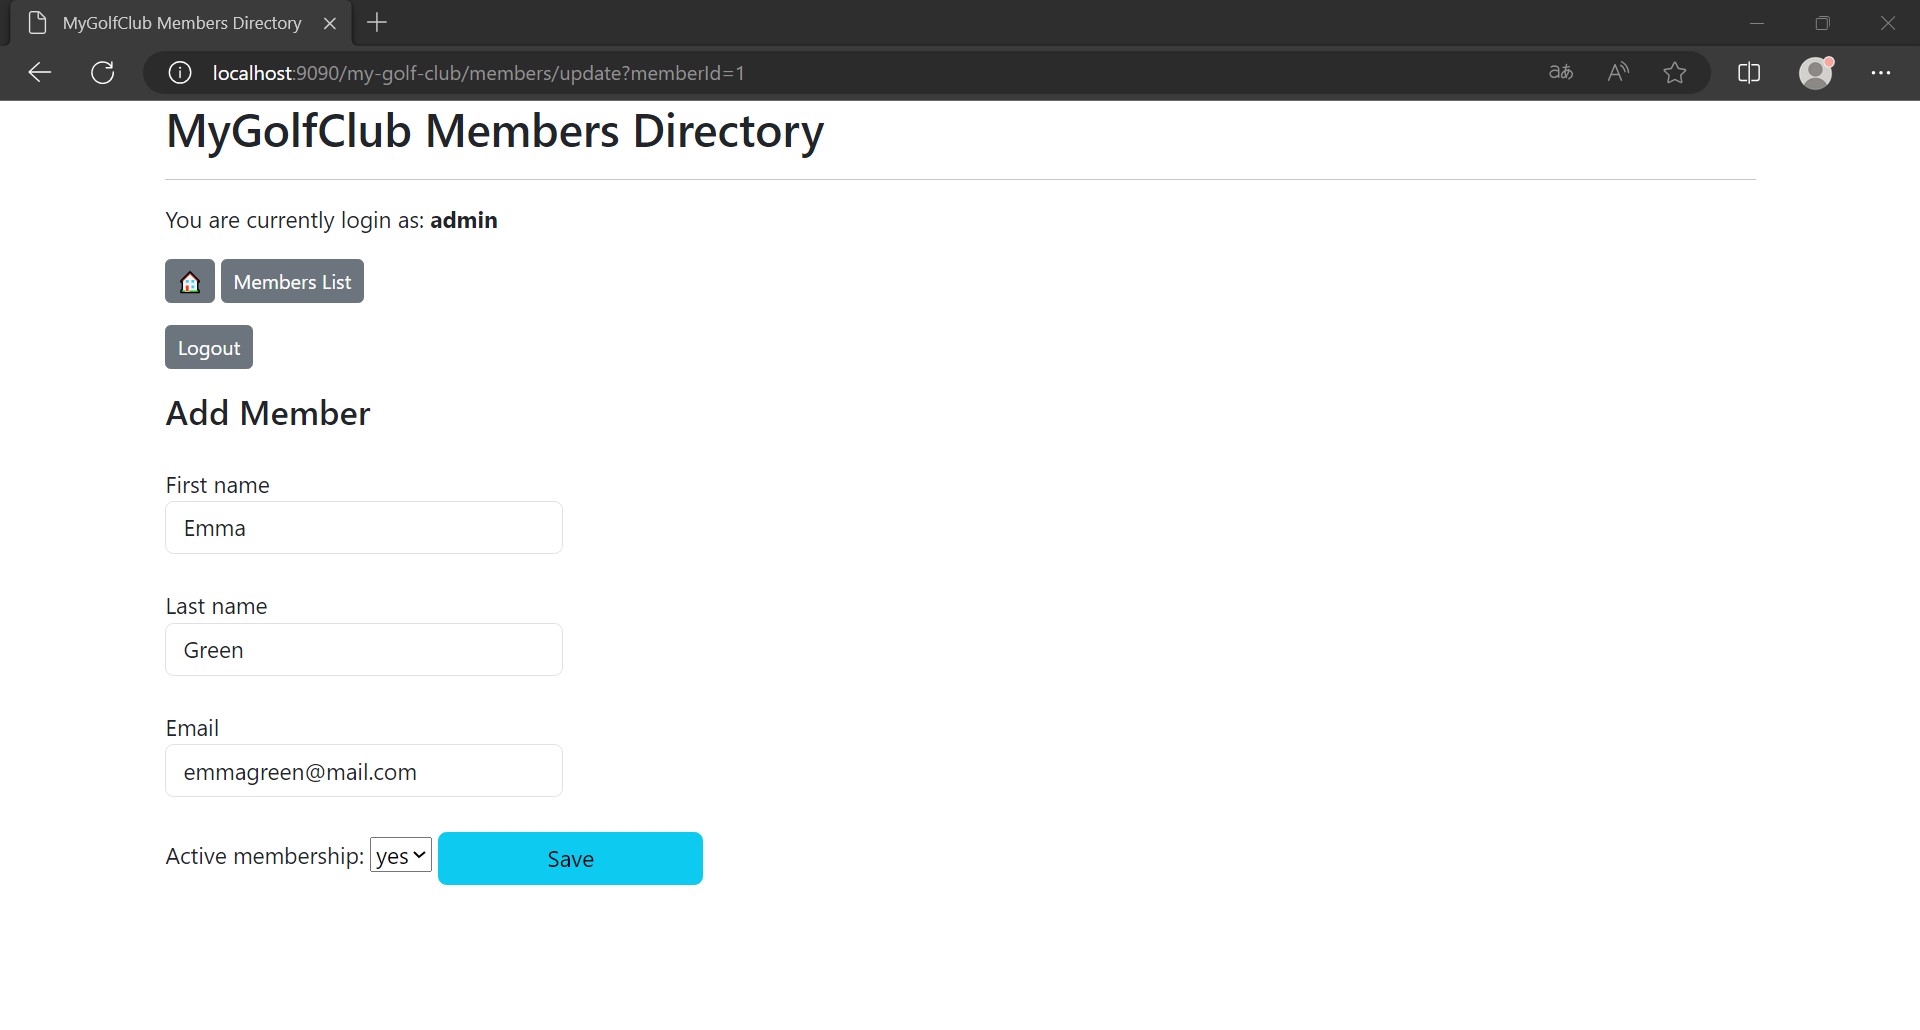 MyGolfClub Members Directory
localhost:9090/my-golf-club/members/update?memberId=1
aあ
MyGolfClub Members Directory
You are currently login as: admin
Members List
Logout
Add Member
First name
Emma
Last name
Green
Email
emmagreen@mail.com
Active membership: yes Save